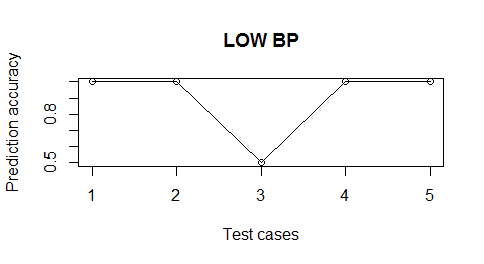 LOW BP
Prediction accuracy
0.8
0.5
1 2 3 4 5
Test cases